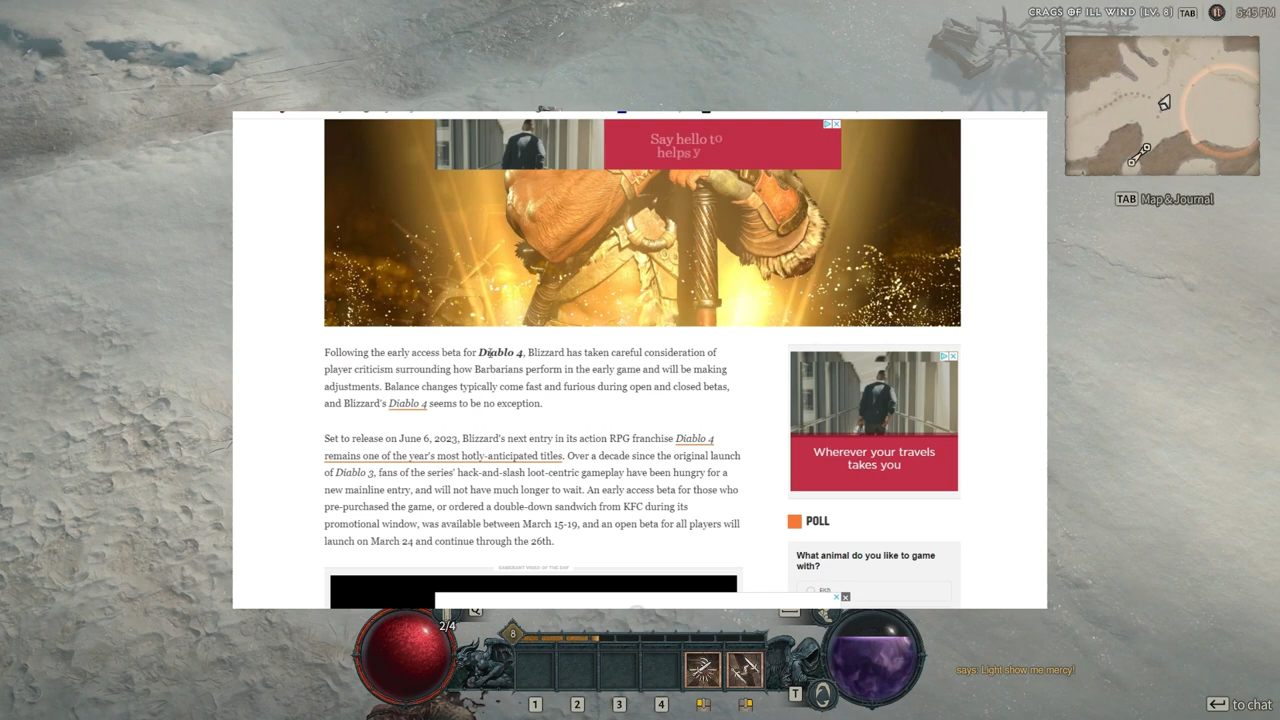 CRAGS OF ILL WIND (LV. 8) TAB 5:45 PM
TAB Map & Journal
Say hello to
helps y
Following the early access beta for Diablo 4, Blizzard has taken careful consideration of
player criticism surrounding how Barbarians perform in the early game and will be making
adjustments. Balance changes typically come fast and furious during open and closed betas,
and Blizzard's Diablo 4 seems to be no exception.
Set to release on June 6, 2023, Blizzard's next entry in its action RPG franchise Diablo 4
remains one of the year's most hotly-anticipated titles. Over a decade since the original launch
of Diablo 3, fans of the series' hack-and-slash loot-centric gameplay have been hungry for a
new mainline entry, and will not have much longer to wait. An early access beta for those who
pre-purchased the game, or ordered a double-down sandwich from KFC during its
promotional window, was available between March 15-19, and an open beta for all players will
launch on March 24 and continue through the 26th.
GAMERANT VIDEO OF THE DAY
Wherever your travels
takes you
POLL
What animal do you like to game
with?
Fish
2/4
Q
8
T
1
2
3
4
says: Light show me mercy!
to chat